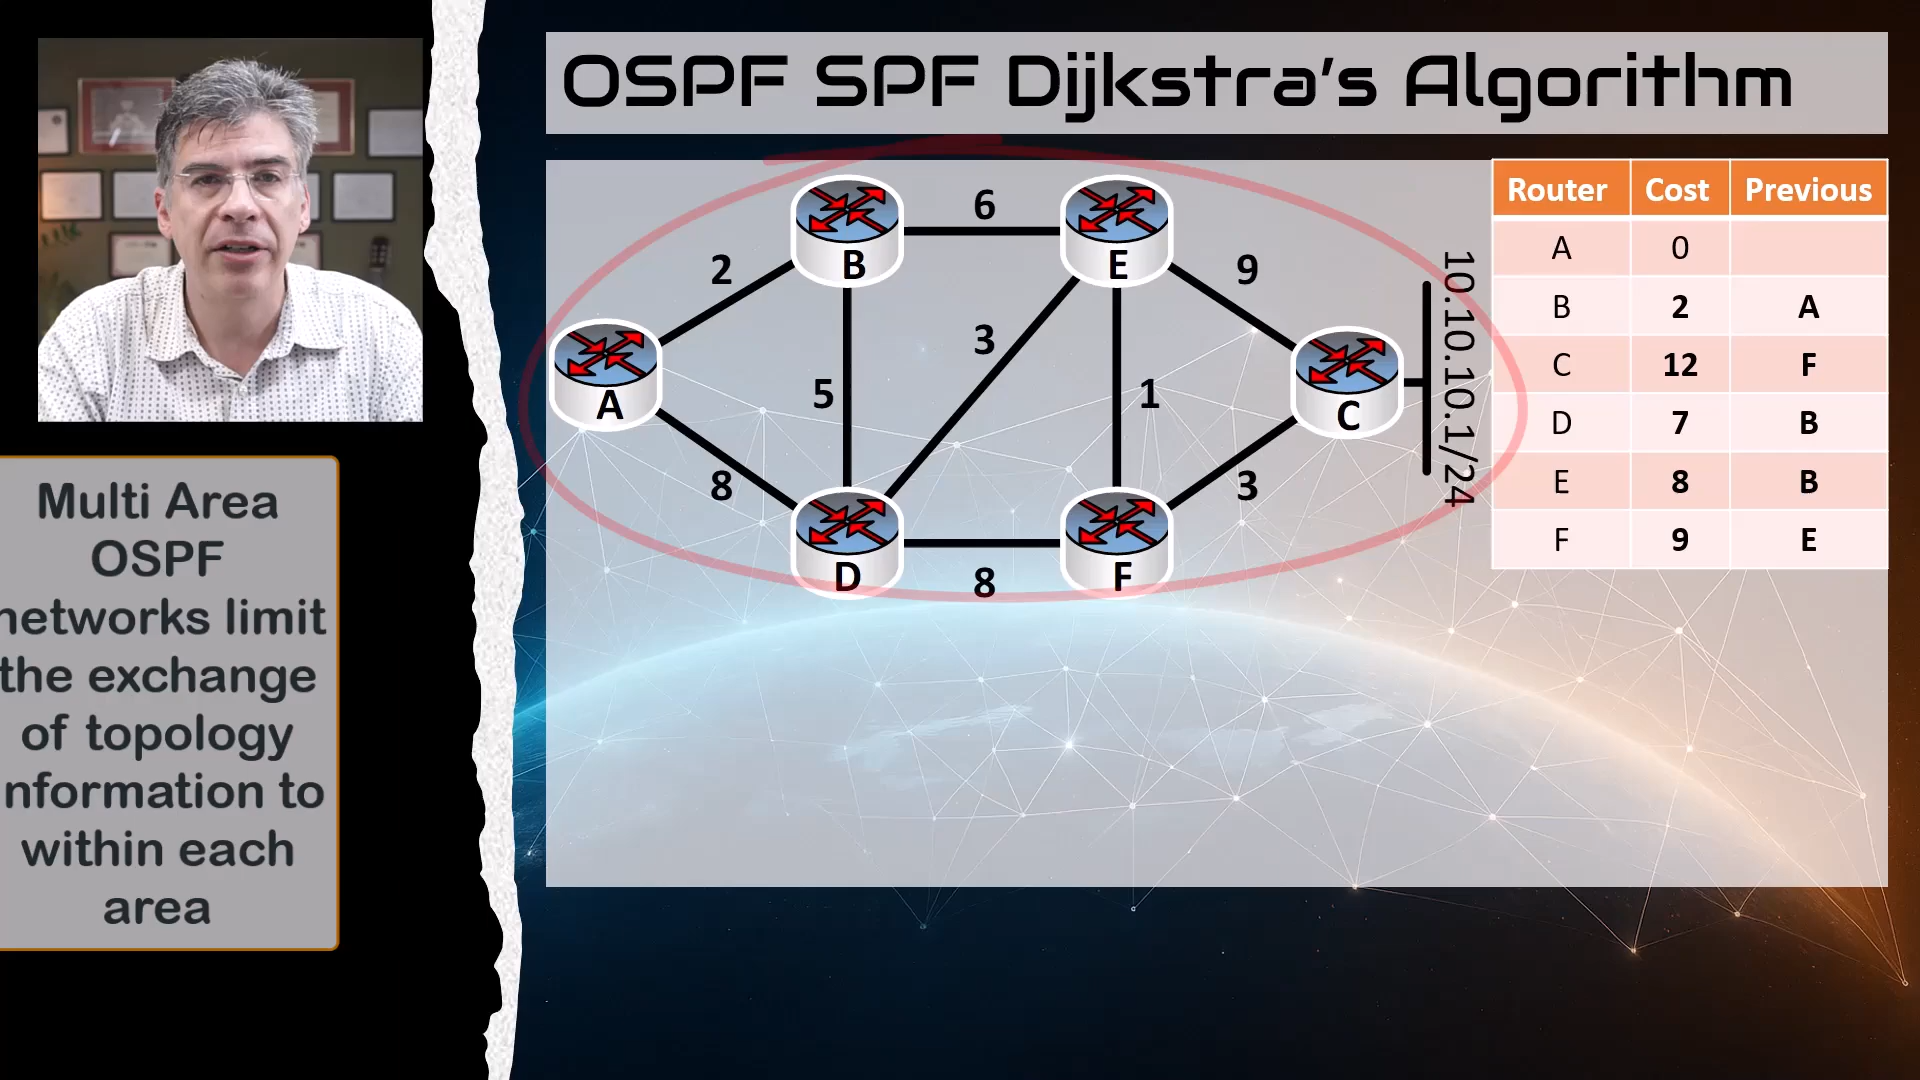 OSPF SPF Dijkstra's Algorithm
Multi Area
OSPF
networks limit
the exchange
of topology
nformation to
within each
area
2
6
9
5
3
1
8
8
3
A
B
E
C
D
F
10.10.10.1/24
Router Cost Previous
A 0
B 2 A
C 12 F
D 7 B
E 8 B
F 9 E